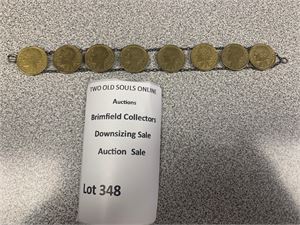 TWO OLD SOULS ONLINE
Auctions
Brimfield Collectors
Downsizing Sale
Auction Sale
Lot 348